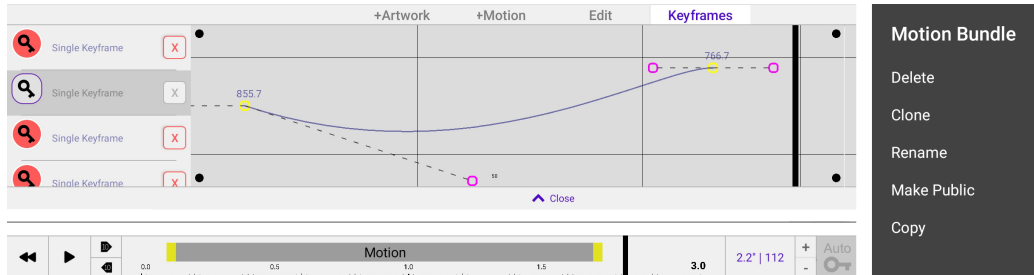 +Artwork +Motion Edit Keyframes
Single Keyframe X
Single Keyframe X
Single Keyframe X
Single Keyframe X
855.7
766.7
50
Close
Motion
0.0 0.5 1.0 1.5
3.0
2.2" | 112
+
-
Auto
Motion Bundle
Delete
Clone
Rename
Make Public
Copy